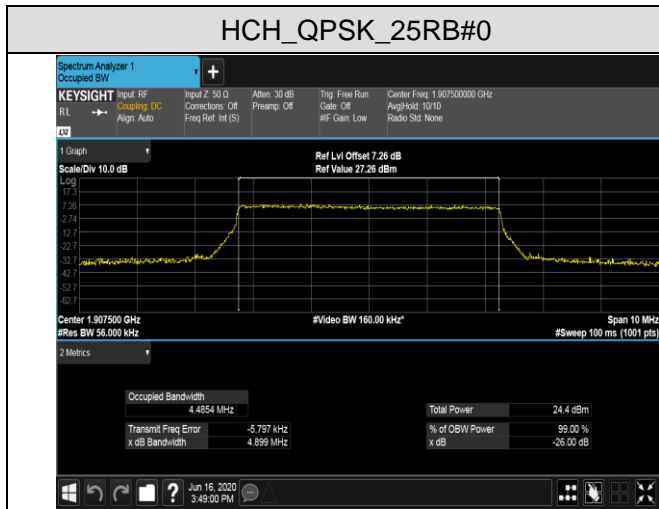 HCH_QPSK_25RB#0
Spectrum Analyzer 1
Occupied BW
KEYSIGHT Input: RF Input Z: 50 Ω Atten: 30 dB Trig: Free Run Center Freq: 1.907500000 GHz
RL Coupling: DC Corrections: Off Preamp: Off Gate: Off Avg|Hold: 10/10
Align: Auto Freq Ref: Int (S) #IF Gain: Low Radio Std: None
LXI
1 Graph
Ref Lvl Offset 7.26 dB
Scale/Div 10.0 dB Ref Value 27.26 dBm
Log
17.3
7.26
-2.74
-12.7
-22.7
-32.7
-42.7
-52.7
-62.7
Center 1.907500 GHz #Video BW 160.00 kHz* Span 10 MHz
#Res BW 56.000 kHz #Sweep 100 ms (1001 pts)
2 Metrics
Occupied Bandwidth
4.4854 MHz Total Power 24.4 dBm
Transmit Freq Error -5.797 kHz % of OBW Power 99.00 %
x dB Bandwidth 4.899 MHz x dB -26.00 dB
? Jun 16, 2020
3:49:00 PM